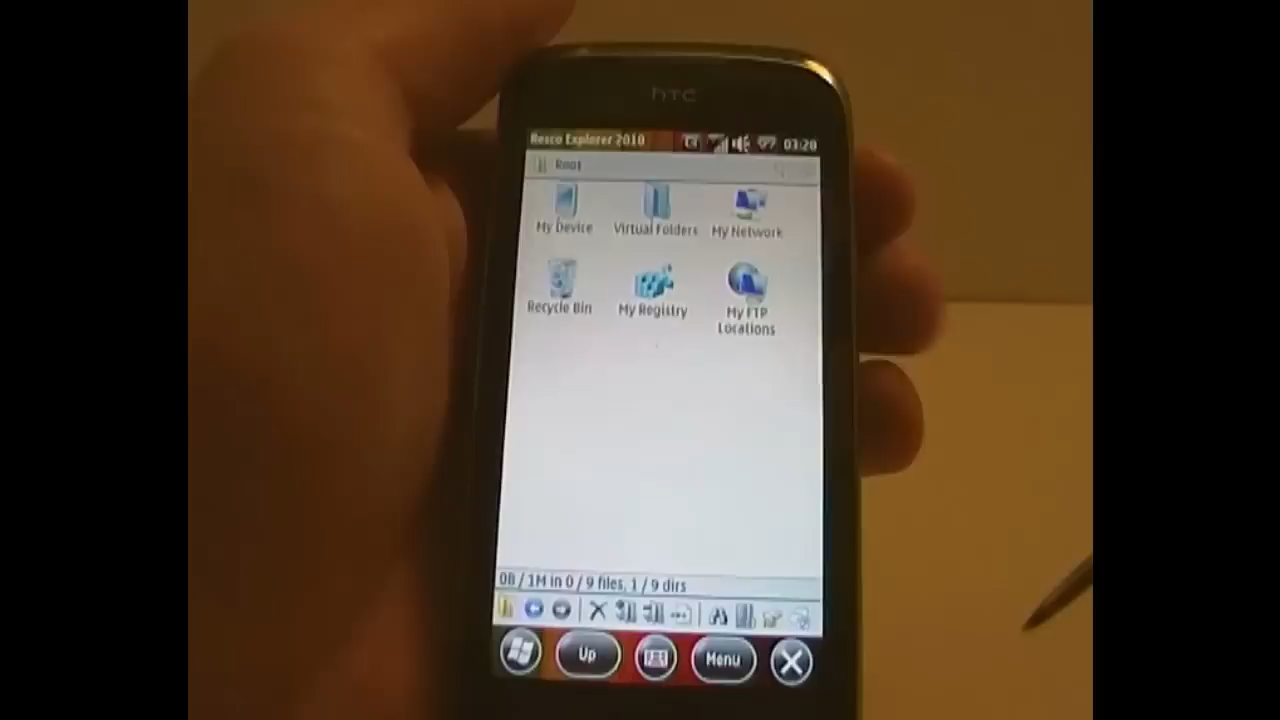 hTC
Resco Explorer 2010 03:20
Root
My Device Virtual Folders My Network
Recycle Bin My Registry My FTP
Locations
0B / 1M in 0 / 9 files, 1 / 9 dirs
Up Menu